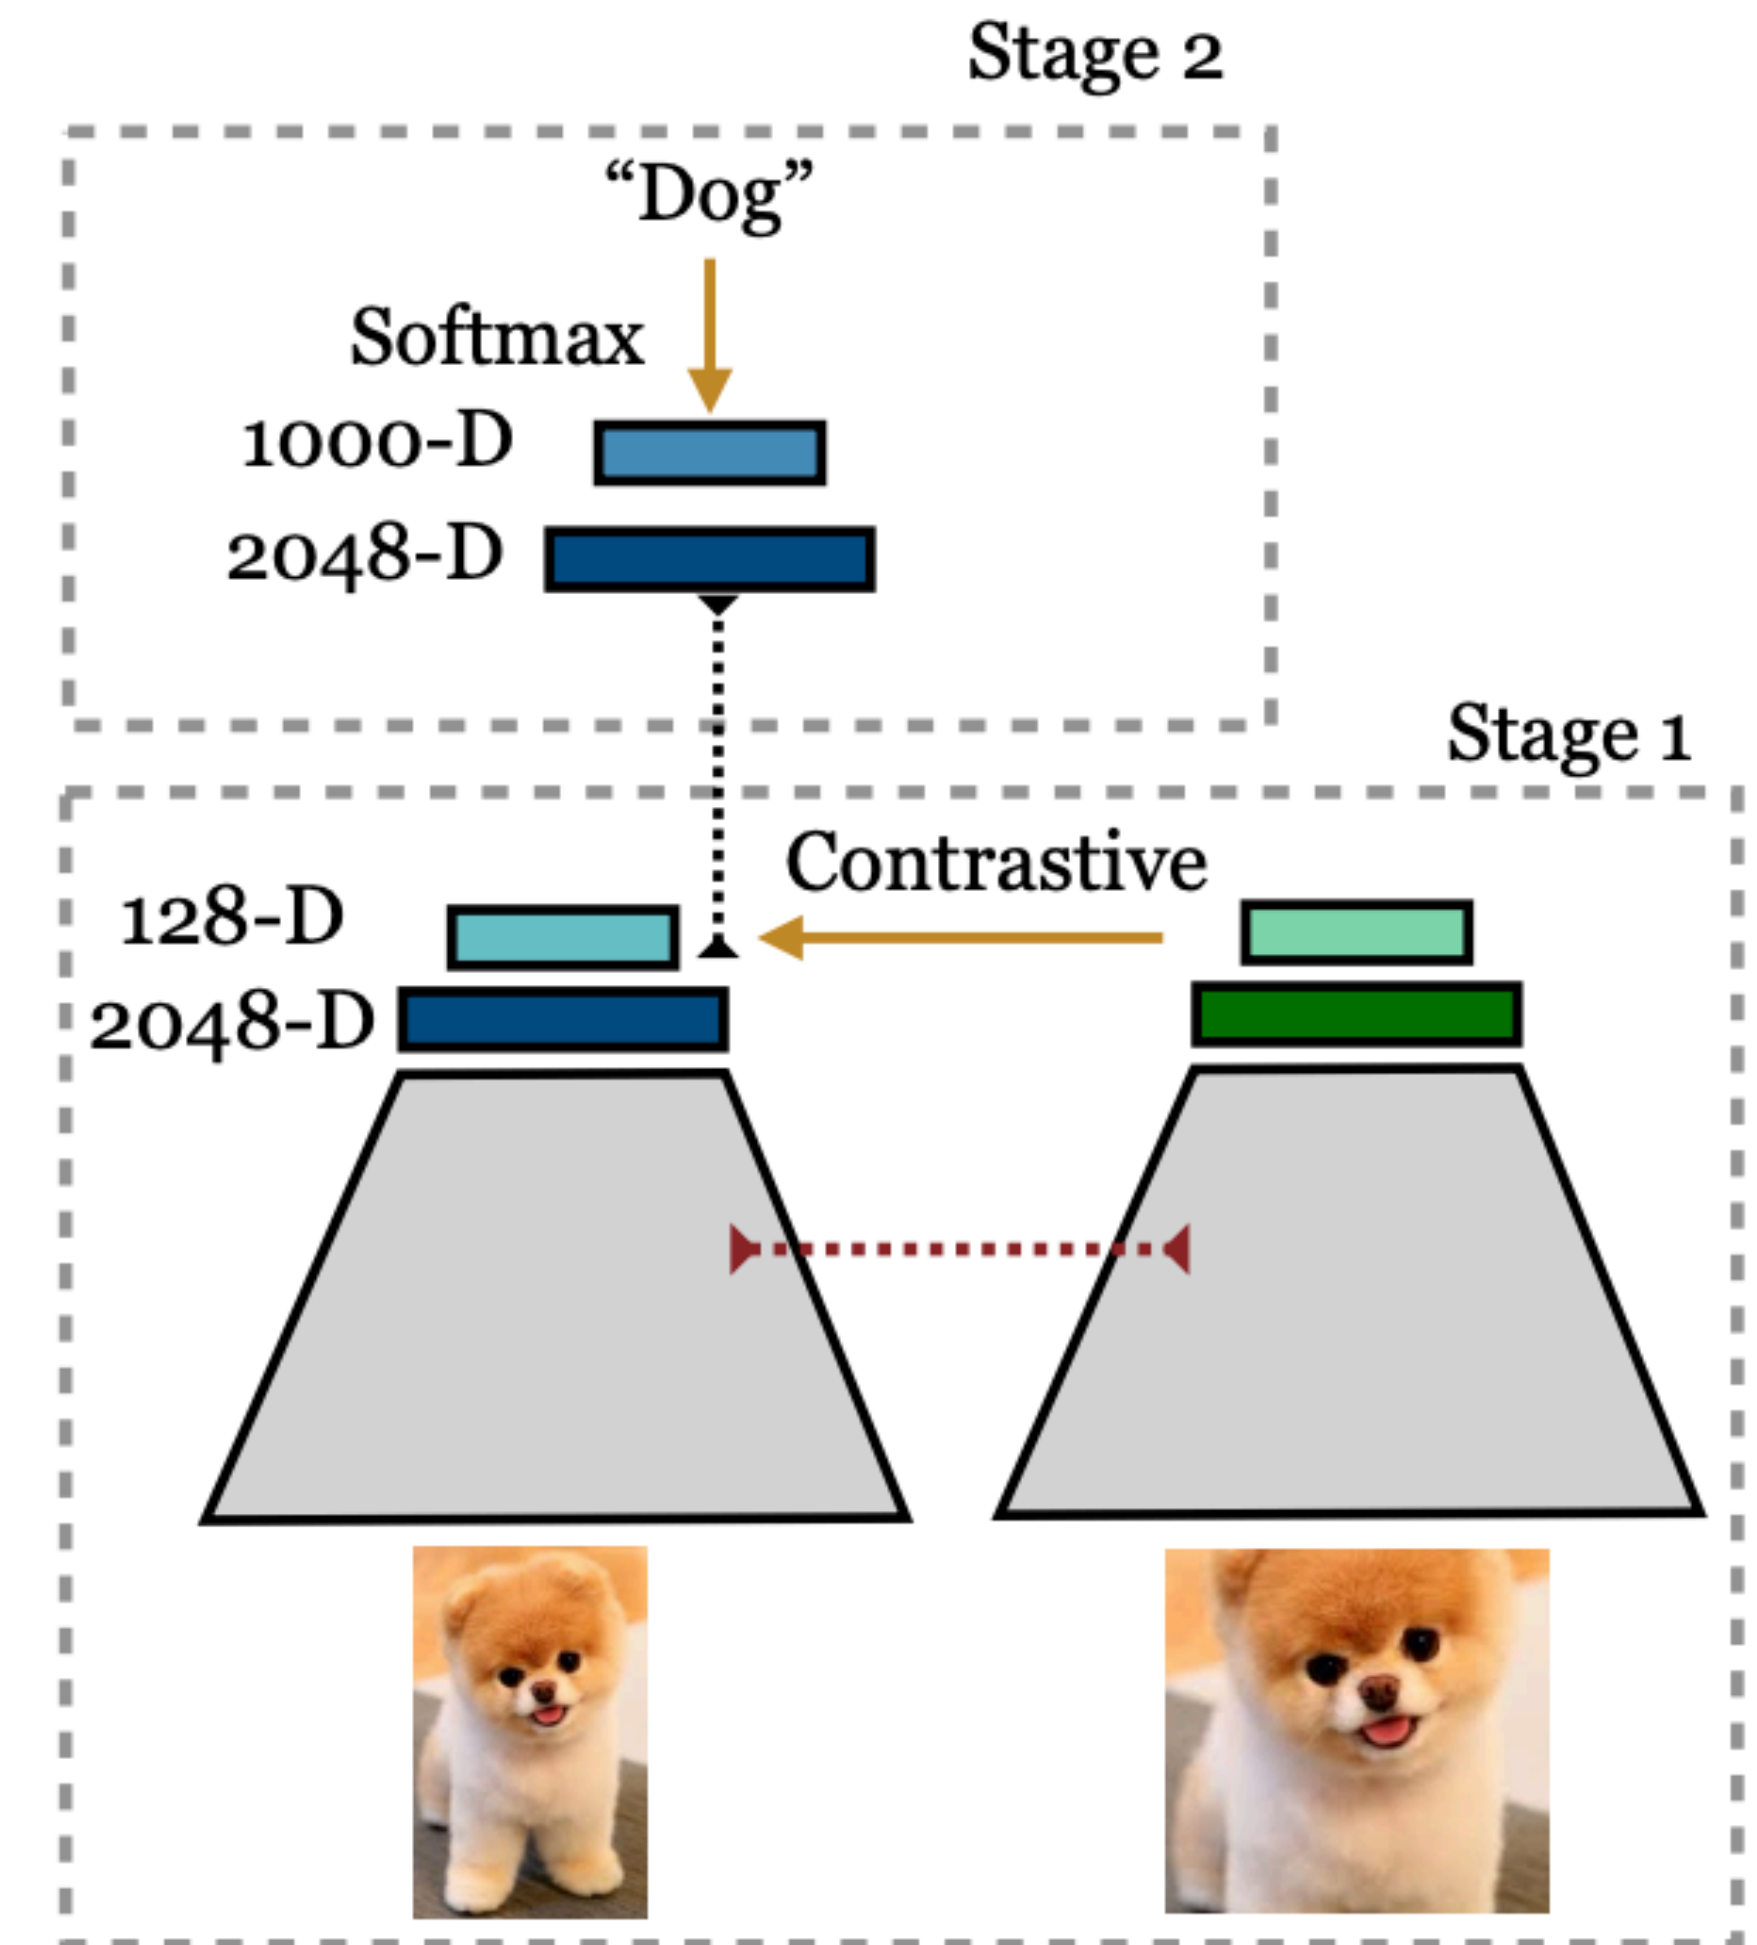 Stage 2
“Dog”
Softmax
1000-D
2048-D
Stage 1
Contrastive
128-D
2048-D